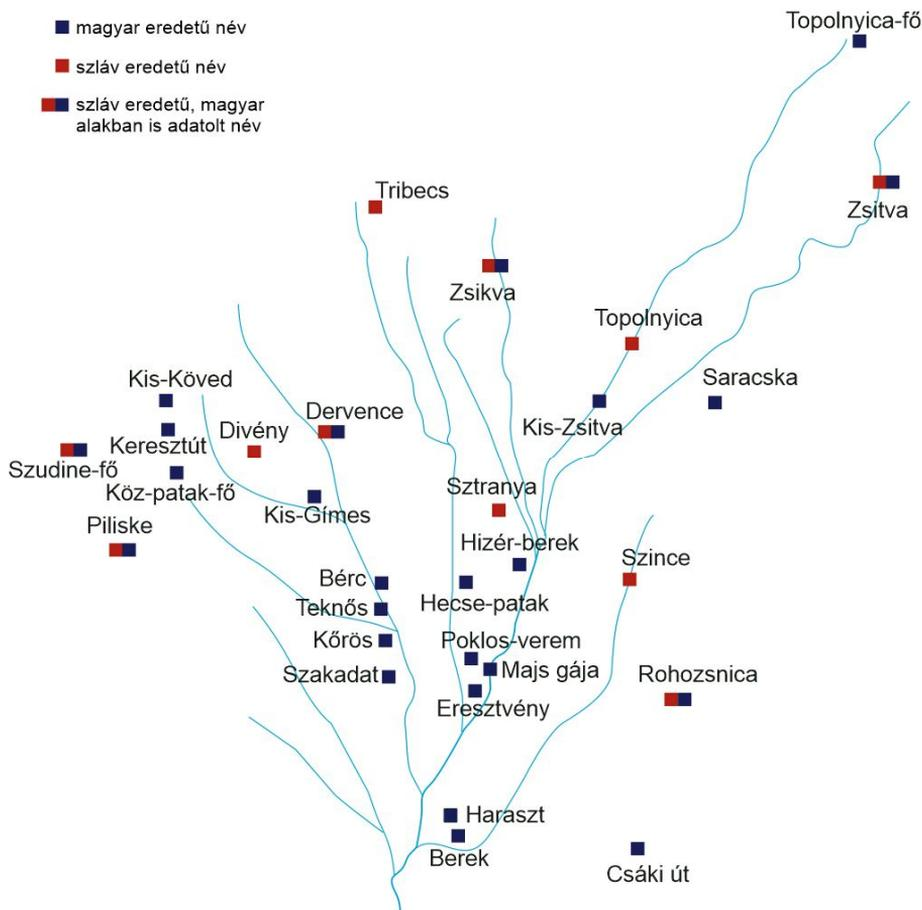 magyar eredetű név
szláv eredetű név
szláv eredetű, magyar
alakban is adatolt név
Topolnyica-fő
Zsitva
Tribecs
Zsikva
Topolnyica
Saracska
Kis-Zsitva
Kis-Köved
Keresztút
Divény
Dervence
Szudine-fő
Köz-patak-fő
Kis-Gímes
Piliske
Sztranya
Hizér-berek
Szince
Bérc
Hecse-patak
Teknős
Kőrös
Poklos-verem
Szakadat
Majs gája
Rohozsnica
Eresztvény
Haraszt
Berek
Csáki út